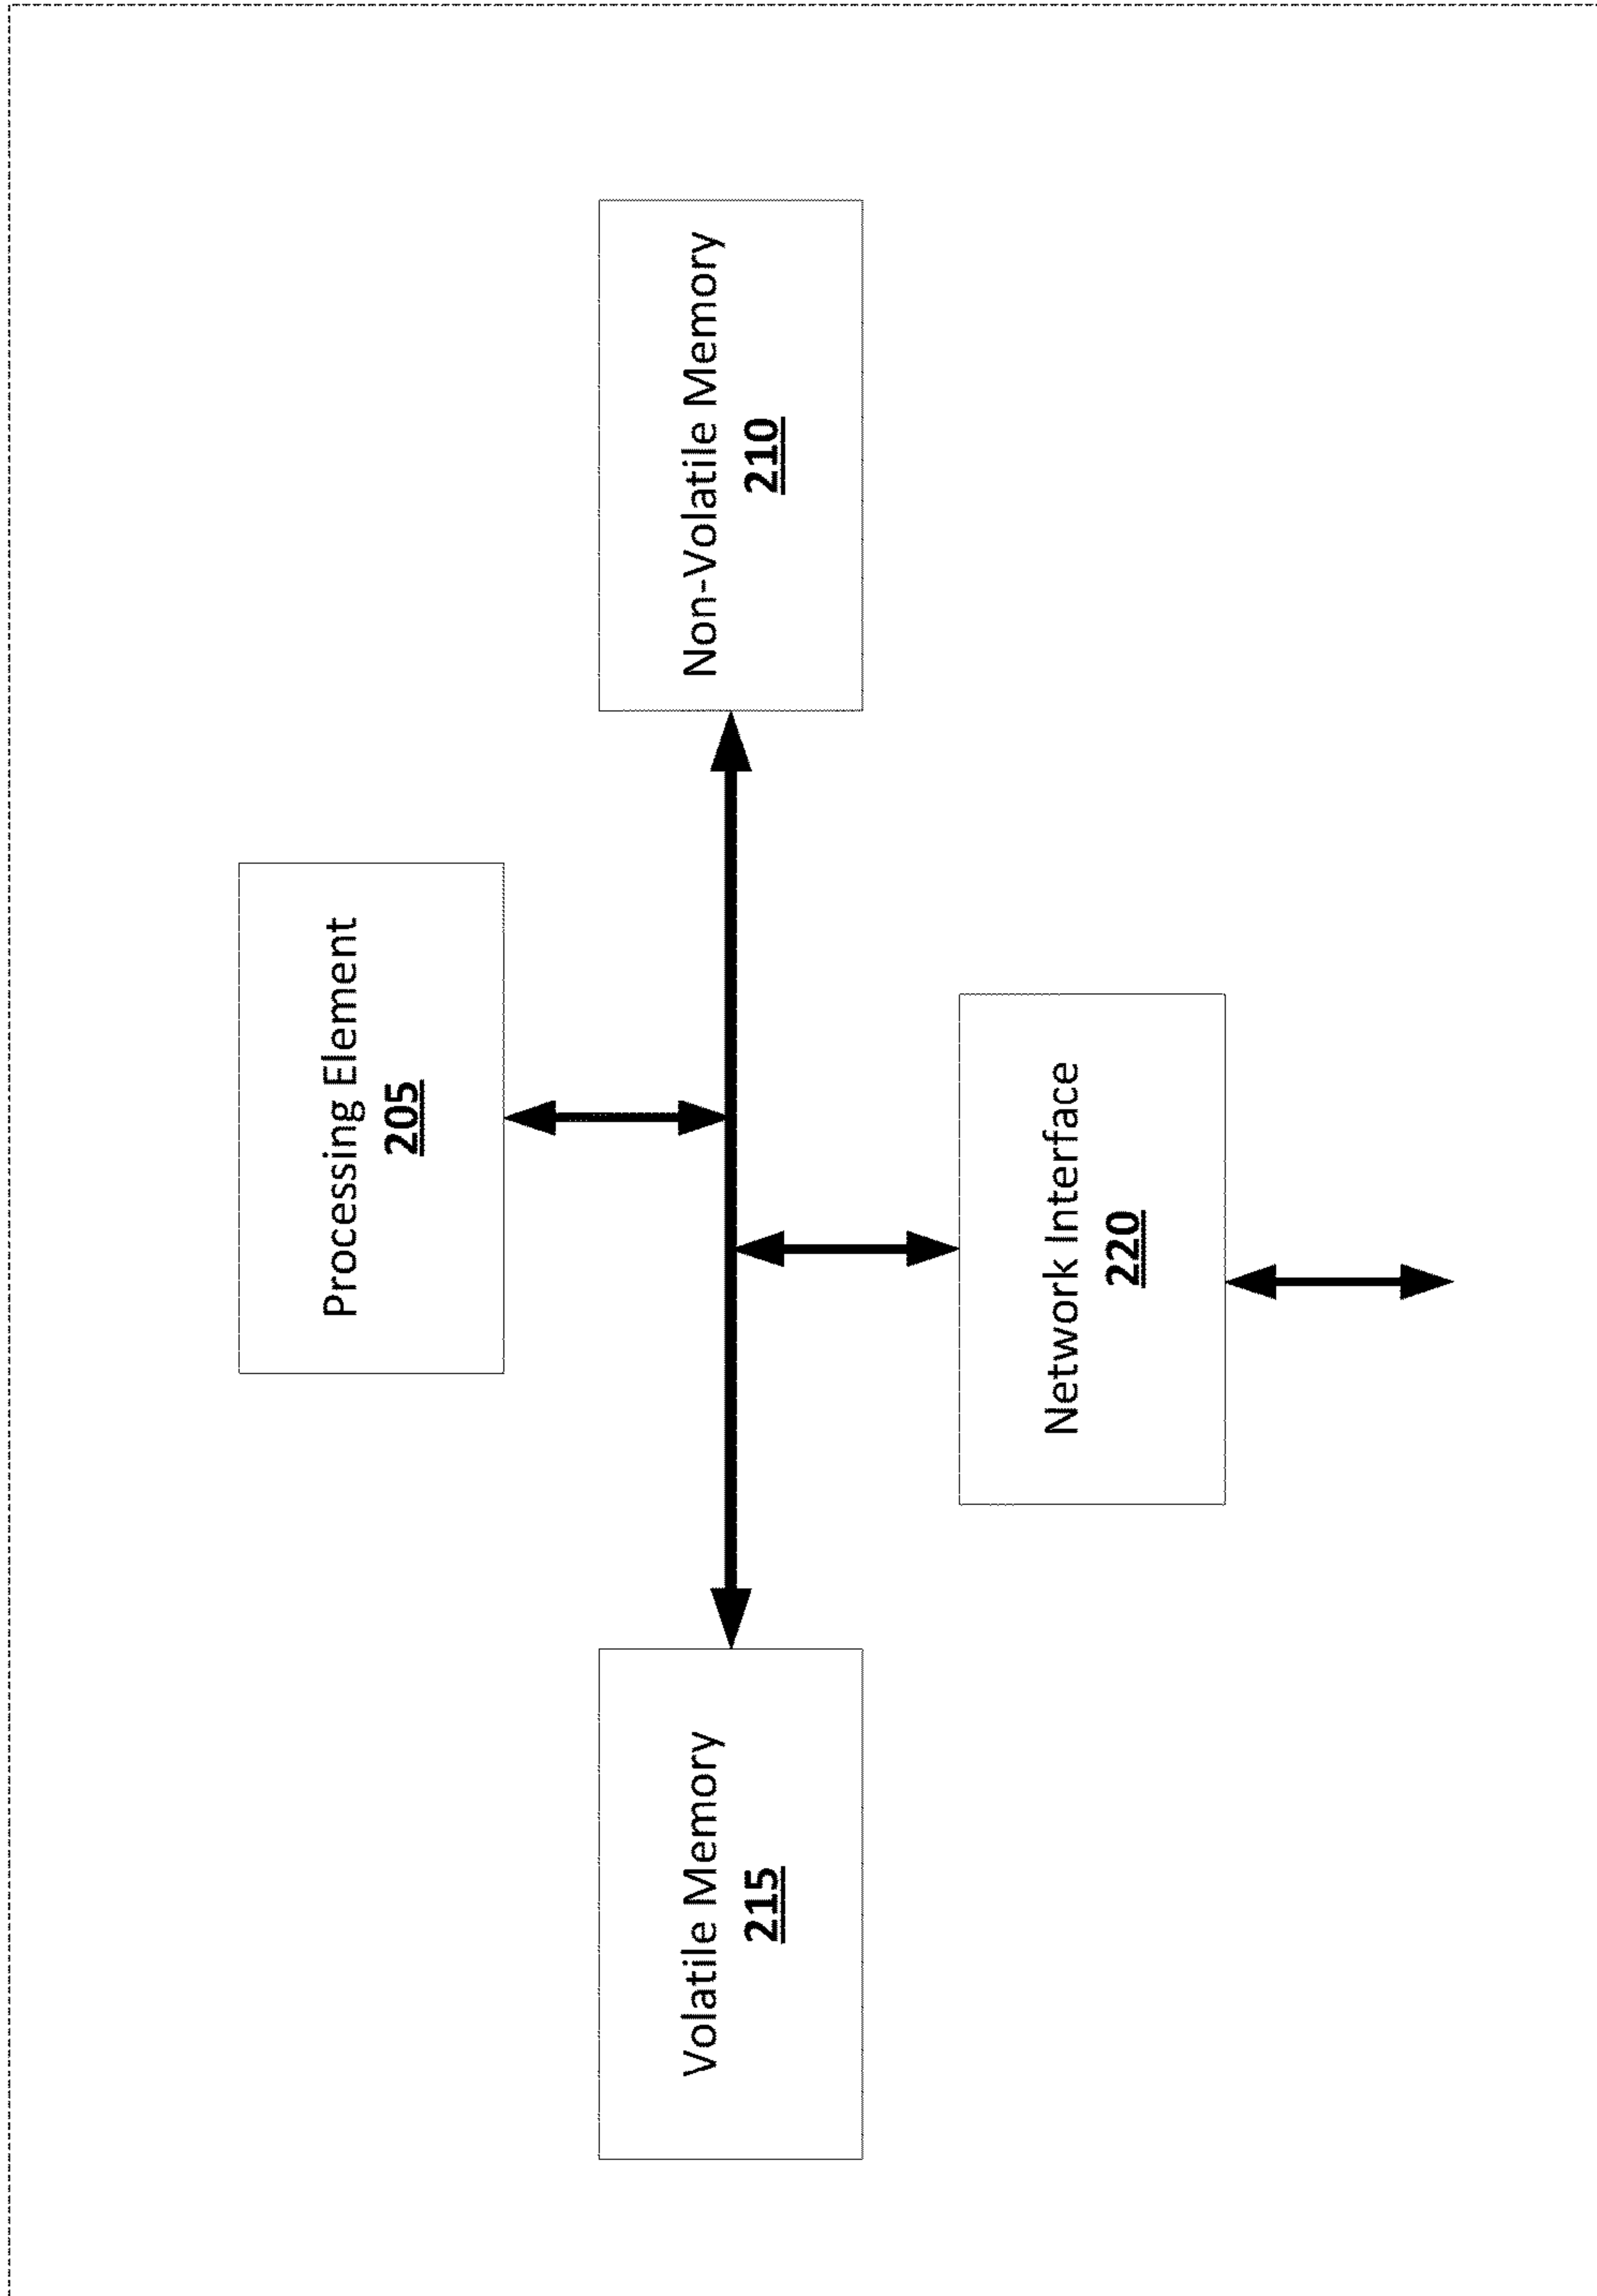 Processing Element
205
Volatile Memory
215
Non-Volatile Memory
210
Network Interface
220